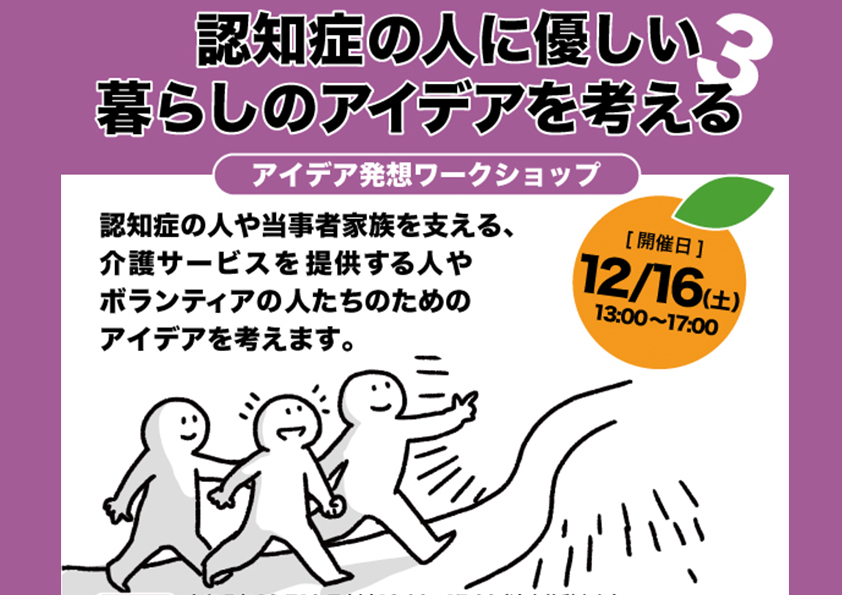 認知症の人に優しい
暮らしのアイデアを考える
3
アイデア発想ワークショップ
認知症の人や当事者家族を支える、
介護サービスを提供する人や
ボランティアの人たちのための
アイデアを考えます。
[ 開催日 ]
12/16(土)
13:00~17:00